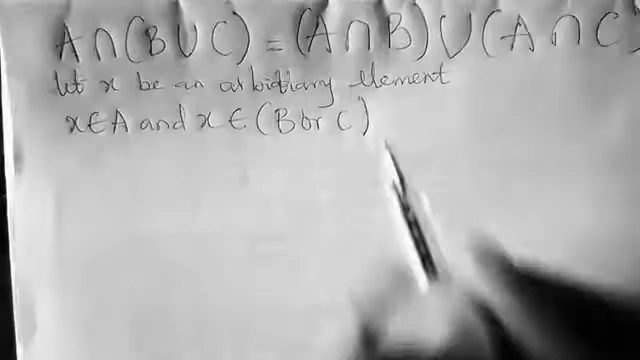 A∩(B∪C) = (A∩B)∪(A∩C)
let x be an arbitrary element
x∈A and x∈(B or C)